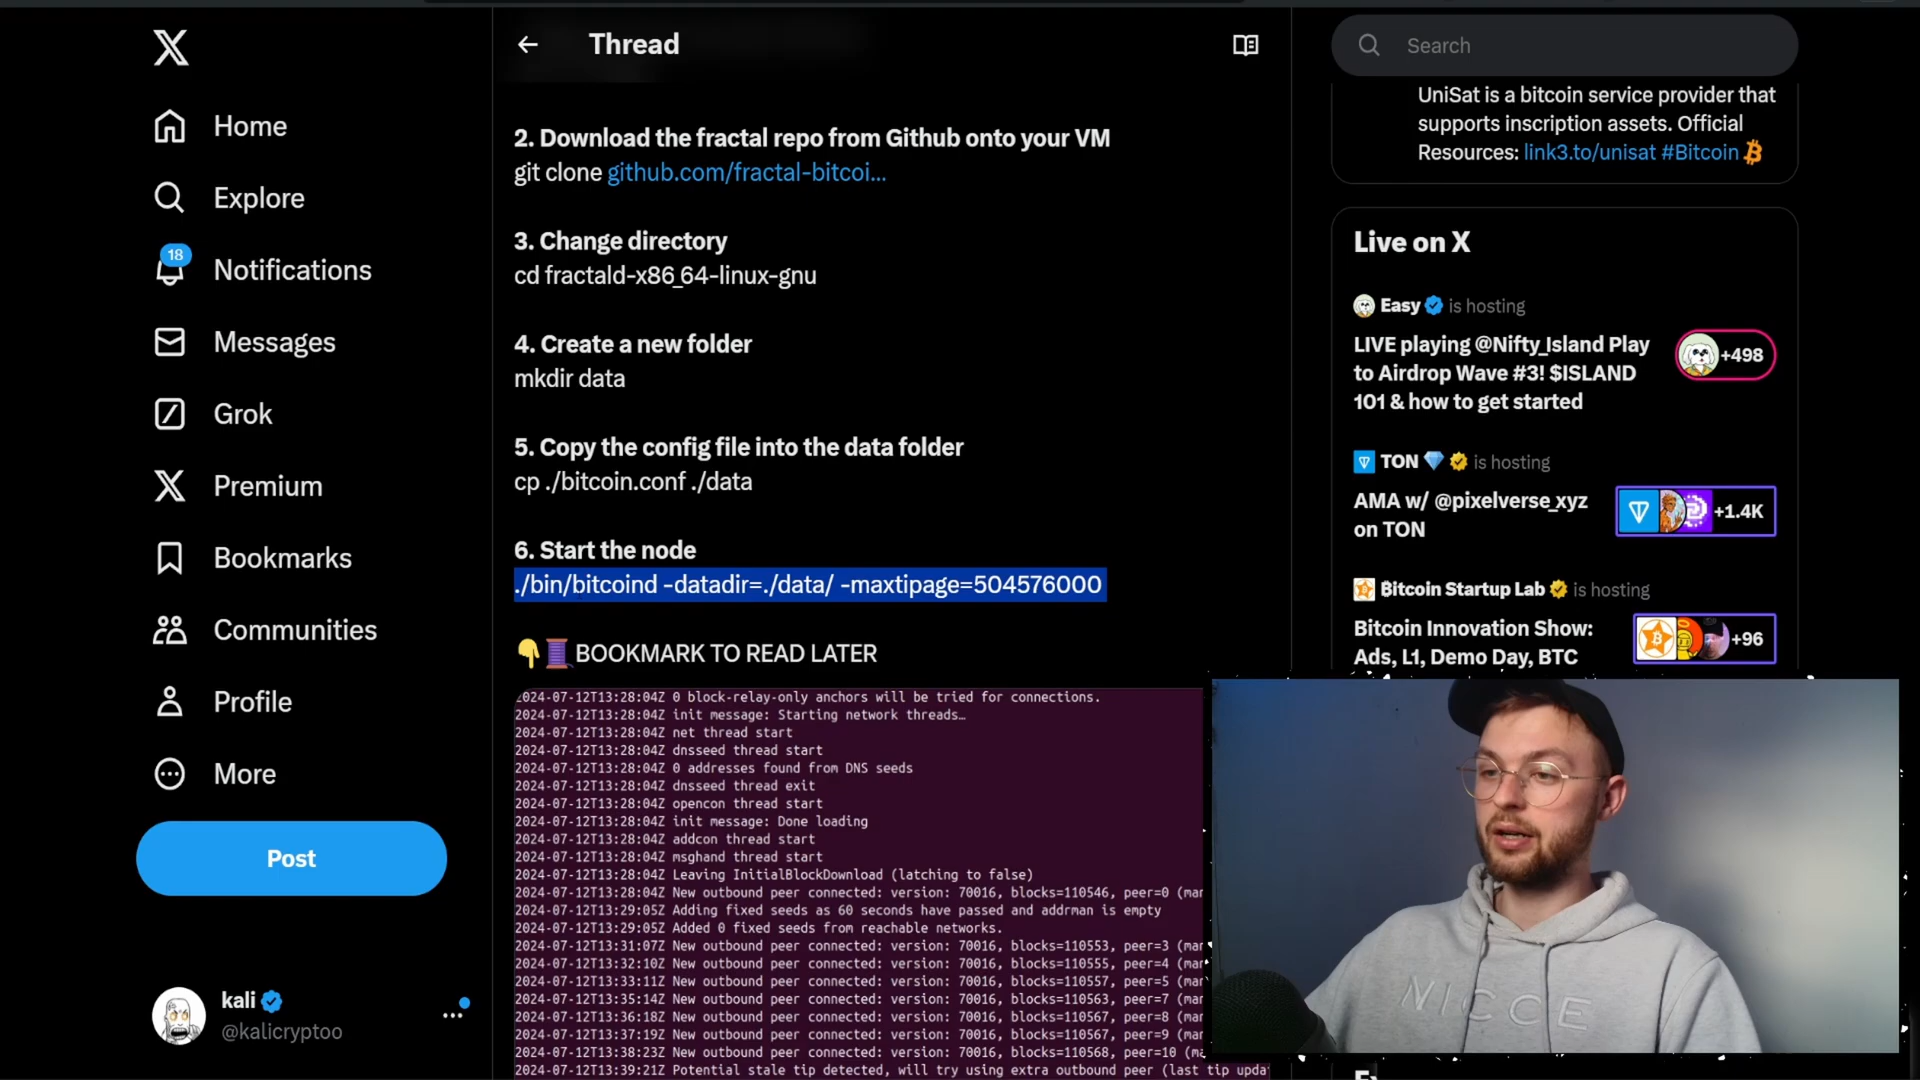 Home
Explore
18
Notifications
Messages
Grok
Premium
Bookmarks
Communities
Profile
More
Post
kali
@kalicryptoo
Thread
2. Download the fractal repo from Github onto your VM
git clone github.com/fractal-bitcoi...
3. Change directory
cd fractald-x86_64-linux-gnu
4. Create a new folder
mkdir data
5. Copy the config file into the data folder
cp ./bitcoin.conf ./data
6. Start the node
./bin/bitcoind -datadir=./data/ -maxtipage=504576000
BOOKMARK TO READ LATER
2024-07-12T13:28:04Z 0 block-relay-only anchors will be tried for connections.
2024-07-12T13:28:04Z init message: Starting network threads…
2024-07-12T13:28:04Z net thread start
2024-07-12T13:28:04Z dnsseed thread start
2024-07-12T13:28:04Z 0 addresses found from DNS seeds
2024-07-12T13:28:04Z dnsseed thread exit
2024-07-12T13:28:04Z opencon thread start
2024-07-12T13:28:04Z init message: Done loading
2024-07-12T13:28:04Z addcon thread start
2024-07-12T13:28:04Z msghand thread start
2024-07-12T13:28:04Z Leaving InitialBlockDownload (latching to false)
2024-07-12T13:28:04Z New outbound peer connected: version: 70016, blocks=110546, peer=0 (mar
2024-07-12T13:29:05Z Adding fixed seeds as 60 seconds have passed and addrman is empty
2024-07-12T13:29:05Z Added 0 fixed seeds from reachable networks.
2024-07-12T13:31:07Z New outbound peer connected: version: 70016, blocks=110553, peer=3 (mar
2024-07-12T13:32:10Z New outbound peer connected: version: 70016, blocks=110555, peer=4 (mar
2024-07-12T13:33:11Z New outbound peer connected: version: 70016, blocks=110557, peer=5 (mar
2024-07-12T13:35:14Z New outbound peer connected: version: 70016, blocks=110563, peer=7 (mar
2024-07-12T13:36:18Z New outbound peer connected: version: 70016, blocks=110567, peer=8 (mar
2024-07-12T13:37:19Z New outbound peer connected: version: 70016, blocks=110567, peer=9 (mar
2024-07-12T13:38:23Z New outbound peer connected: version: 70016, blocks=110568, peer=10 (ma
2024-07-12T13:39:21Z Potential stale tip detected, will try using extra outbound peer (last tip upda
Search
UniSat is a bitcoin service provider that
supports inscription assets. Official
Resources: link3.to/unisat #Bitcoin
Live on X
Easy is hosting
LIVE playing @Nifty_Island Play
to Airdrop Wave #3! $ISLAND
101 & how to get started
+498
TON is hosting
AMA w/ @pixelverse_xyz
on TON
+1.4K
Bitcoin Startup Lab is hosting
Bitcoin Innovation Show:
Ads, L1, Demo Day, BTC
+96
NICCE